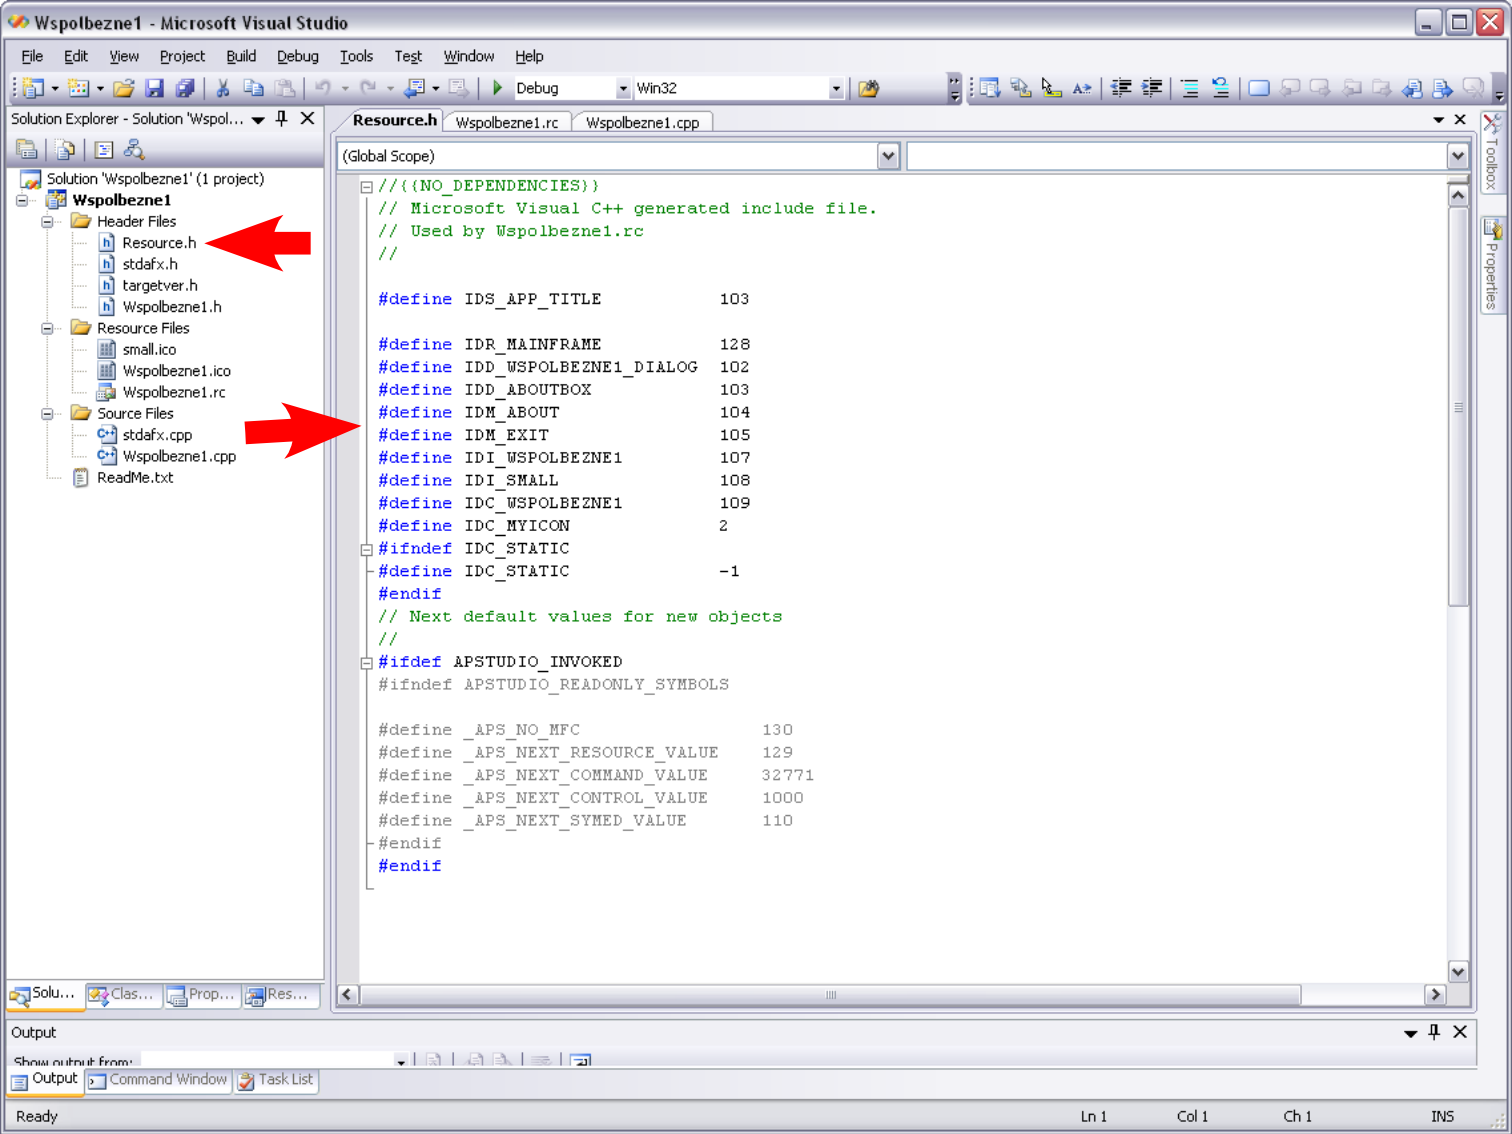 Wspolbezne1 - Microsoft Visual Studio
File Edit View Project Build Debug Tools Test Window Help
Debug Win32
Solution Explorer - Solution 'Wspol...
Solution 'Wspolbezne1' (1 project)
Wspolbezne1
Header Files
Resource.h
stdafx.h
targetver.h
Wspolbezne1.h
Resource Files
small.ico
Wspolbezne1.ico
Wspolbezne1.rc
Source Files
stdafx.cpp
Wspolbezne1.cpp
ReadMe.txt
Solu... Clas... Prop... Res...
Resource.h Wspolbezne1.rc Wspolbezne1.cpp
(Global Scope)
//{{NO_DEPENDENCIES}}
// Microsoft Visual C++ generated include file.
// Used by Wspolbezne1.rc
//
#define IDS_APP_TITLE 103
#define IDR_MAINFRAME 128
#define IDD_WSPOLBEZNE1_DIALOG 102
#define IDD_ABOUTBOX 103
#define IDM_ABOUT 104
#define IDM_EXIT 105
#define IDI_WSPOLBEZNE1 107
#define IDI_SMALL 108
#define IDC_WSPOLBEZNE1 109
#define IDC_MYICON 2
#ifndef IDC_STATIC
#define IDC_STATIC -1
#endif
// Next default values for new objects
//
#ifdef APSTUDIO_INVOKED
#ifndef APSTUDIO_READONLY_SYMBOLS
#define _APS_NO_MFC 130
#define _APS_NEXT_RESOURCE_VALUE 129
#define _APS_NEXT_COMMAND_VALUE 32771
#define _APS_NEXT_CONTROL_VALUE 1000
#define _APS_NEXT_SYMED_VALUE 110
#endif
#endif
Toolbox
Properties
Output
Show output from:
Output Command Window Task List
Ready Ln 1 Col 1 Ch 1 INS